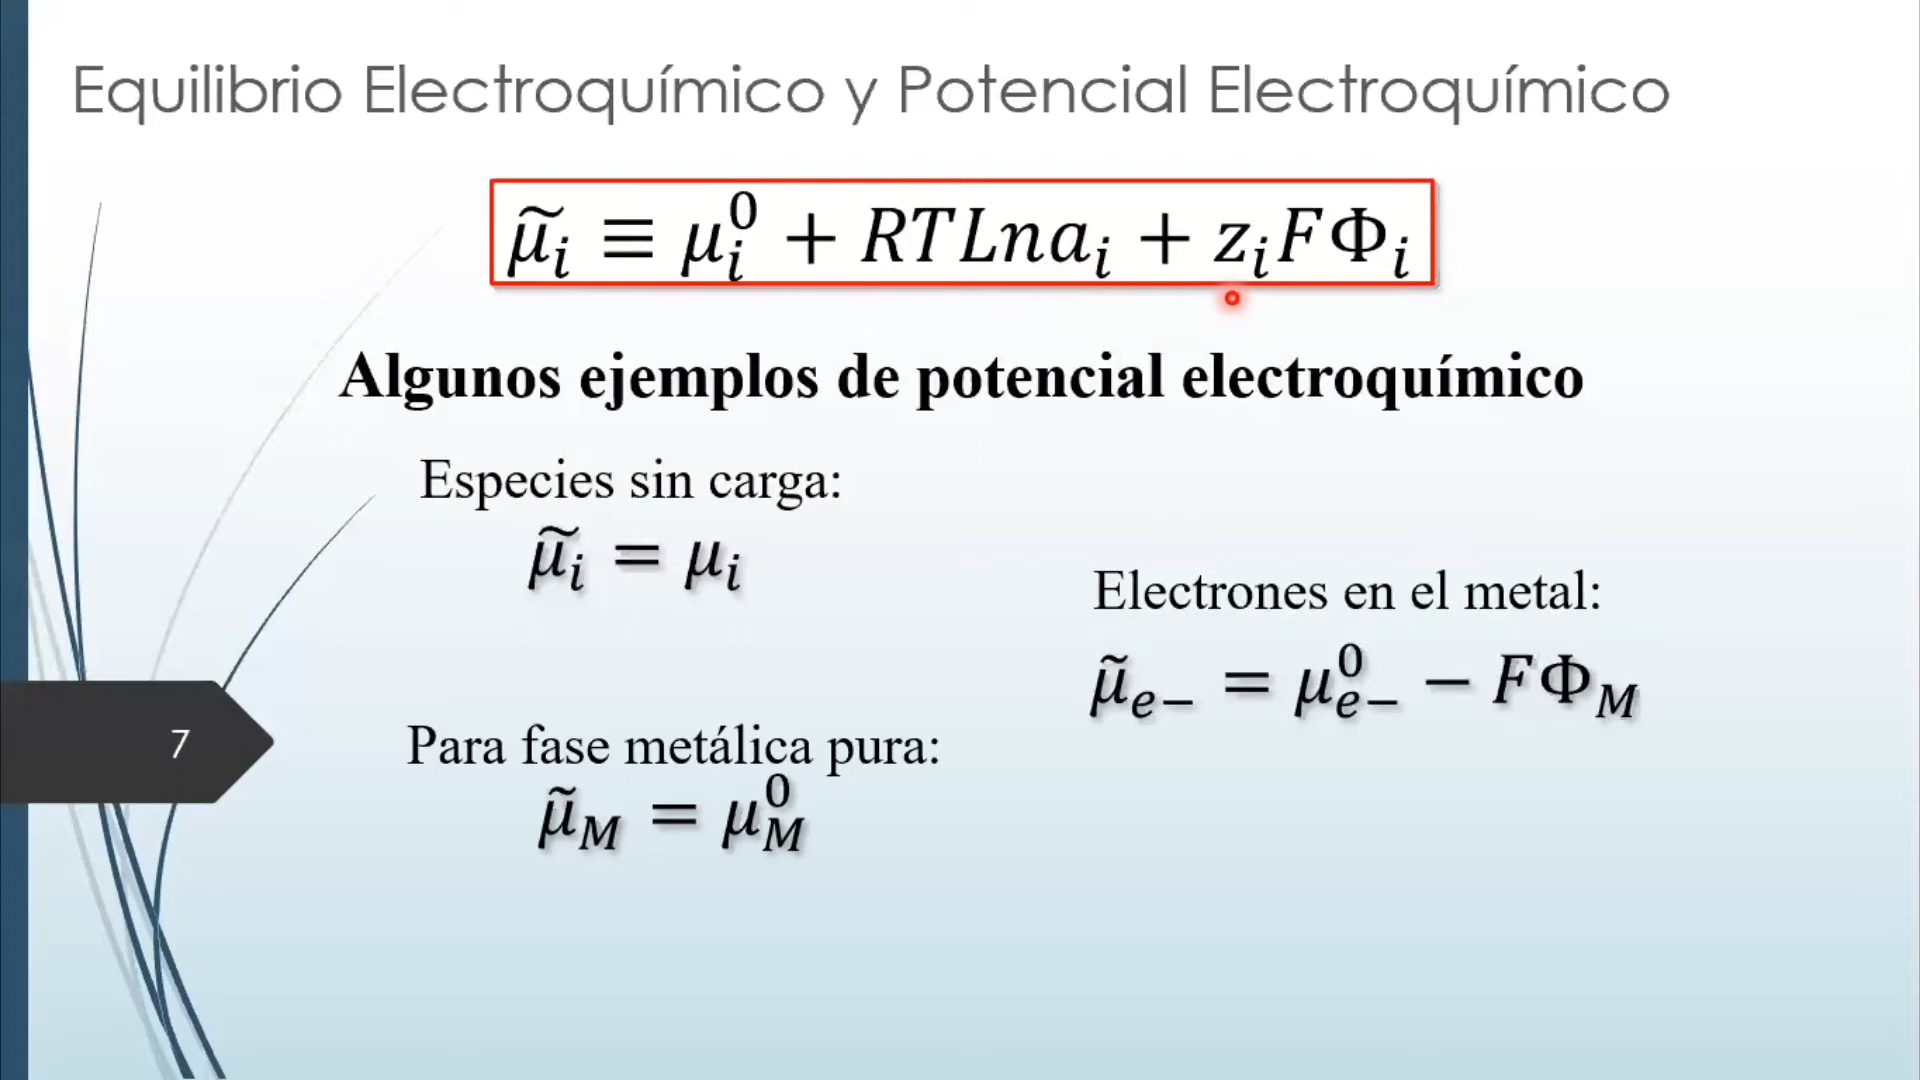 Equilibrio Electroquímico y Potencial Electroquímico
μ̃ᵢ ≡ μᵢ⁰ + RTLnaᵢ + zᵢFΦᵢ
Algunos ejemplos de potencial electroquímico
Especies sin carga:
μ̃ᵢ = μᵢ
Electrones en el metal:
μ̃ₑ₋ = μ⁰ₑ₋ − FΦ_M
Para fase metálica pura:
μ̃_M = μ⁰_M
7